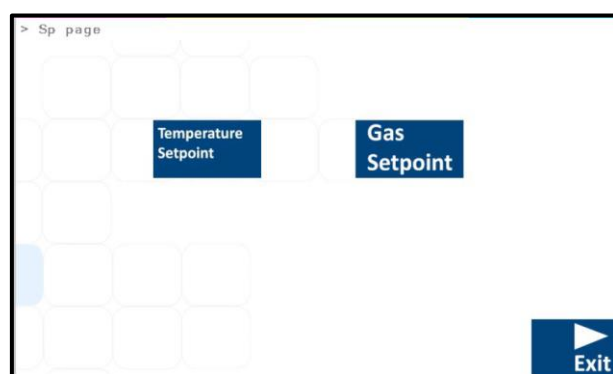 > Sp page
Temperature
Setpoint
Gas
Setpoint
Exit